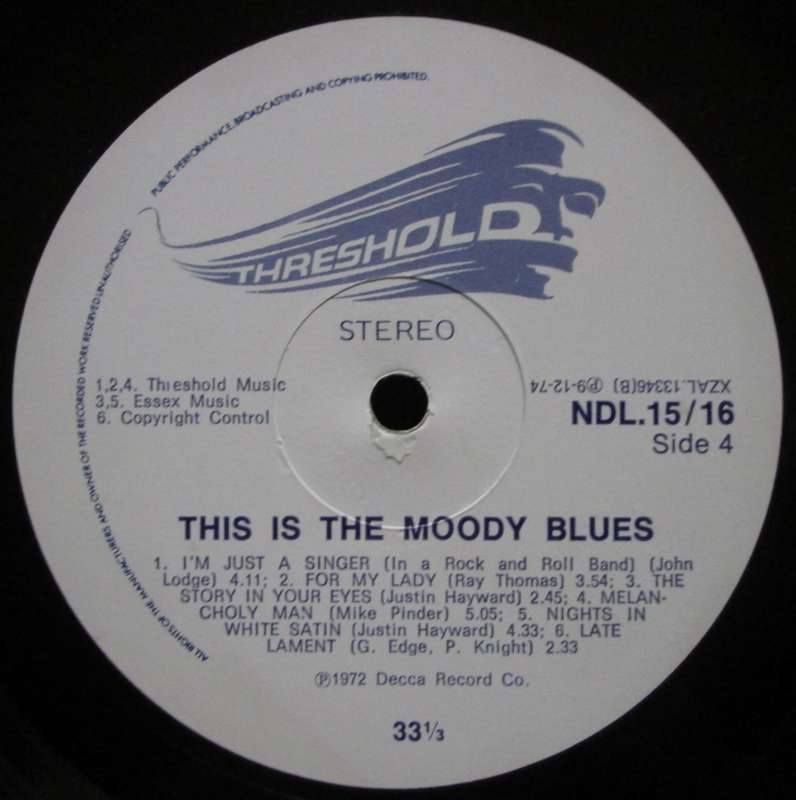 PUBLIC PERFORMANCE, BROADCASTING AND COPYING PROHIBITED.
ALL RIGHTS OF THE MANUFACTURERS AND OWNER OF THE RECORDED WORK RESERVED UNAUTHORISED
THRESHOLD
STEREO
1,2,4. Threshold Music
3,5. Essex Music
6. Copyright Control
XZAL.13346(B) Ⓟ9-12-74
NDL.15/16
Side 4
THIS IS THE MOODY BLUES
1. I'M JUST A SINGER (In a Rock and Roll Band) (John
Lodge) 4.11; 2. FOR MY LADY (Ray Thomas) 3.54; 3. THE
STORY IN YOUR EYES (Justin Hayward) 2.45; 4. MELAN-
CHOLY MAN (Mike Pinder) 5.05; 5. NIGHTS IN
WHITE SATIN (Justin Hayward) 4.33; 6. LATE
LAMENT (G. Edge, P. Knight) 2.33
Ⓟ1972 Decca Record Co.
33⅓